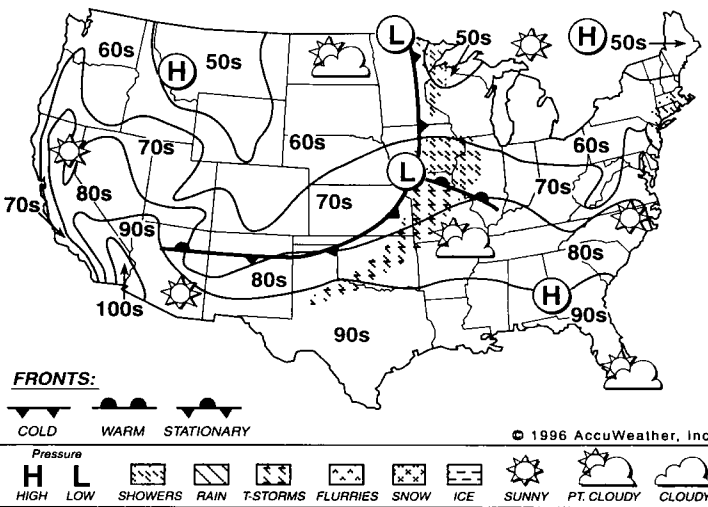 L
50s
H
50s
60s
H
50s
60s
60s
70s
L
70s
70s
80s
70s
90s
80s
80s
100s
H
90s
90s
FRONTS:
COLD WARM STATIONARY
© 1996 AccuWeather, Inc
Pressure
H L
HIGH LOW SHOWERS RAIN T-STORMS FLURRIES SNOW ICE SUNNY PT. CLOUDY CLOUDY